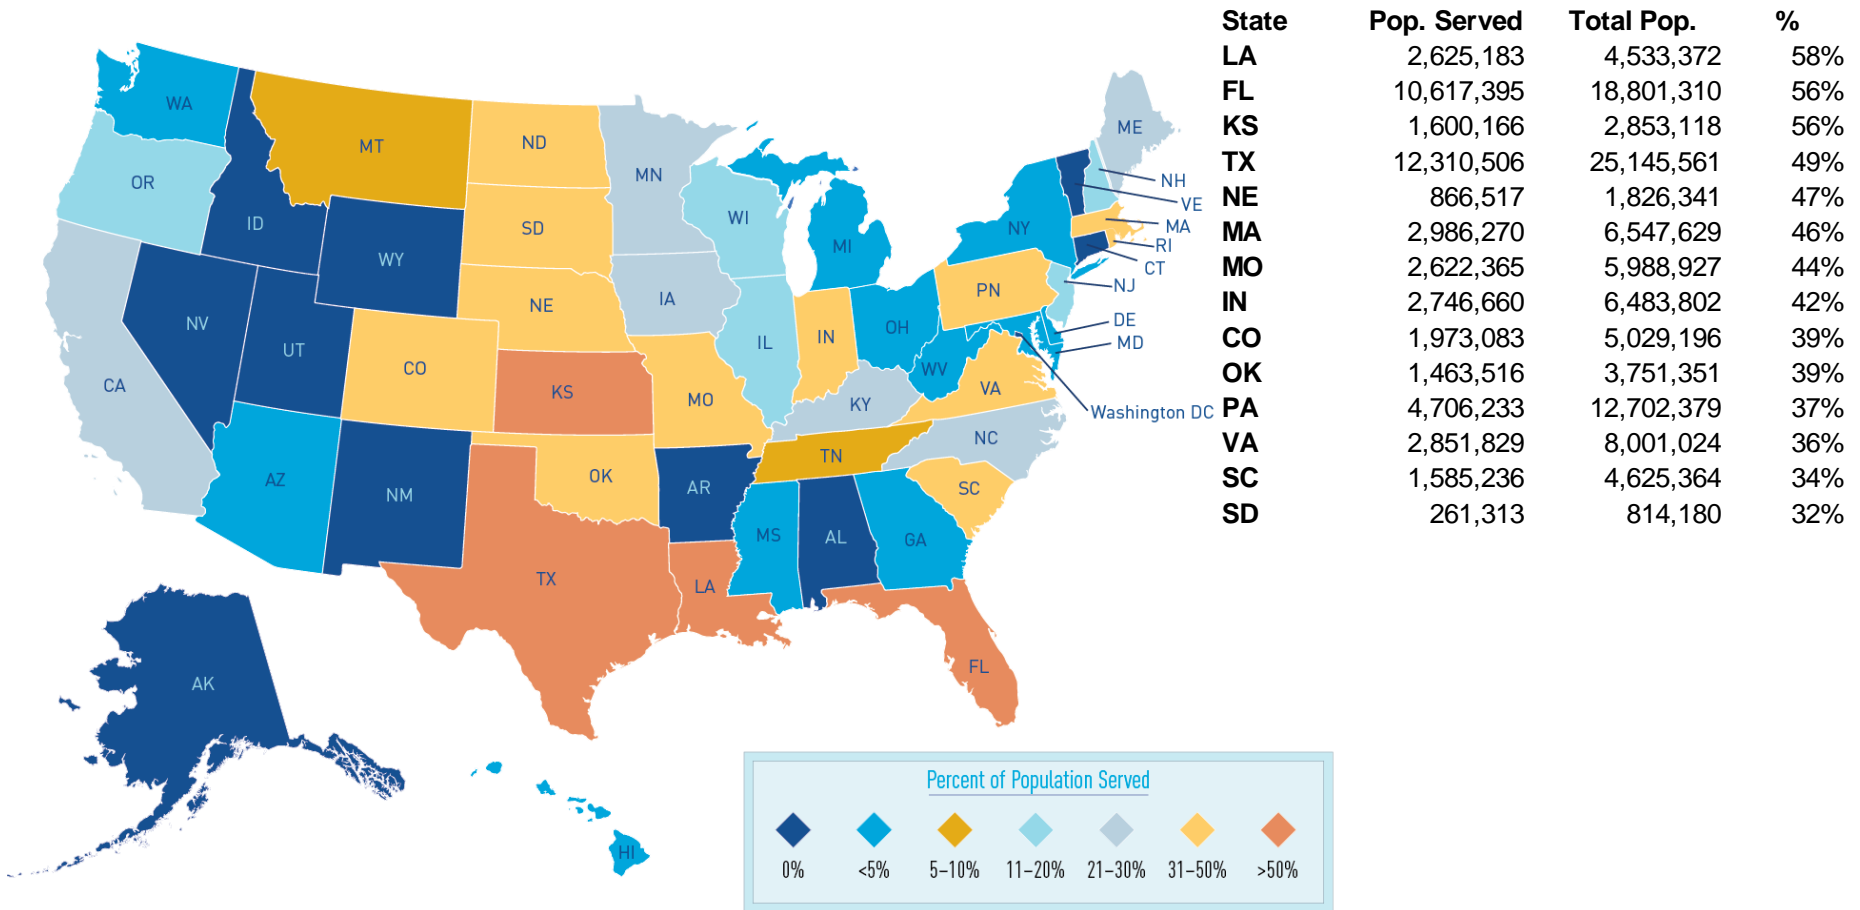 State Pop. Served Total Pop. %
LA 2,625,183 4,533,372 58%
FL 10,617,395 18,801,310 56%
KS 1,600,166 2,853,118 56%
TX 12,310,506 25,145,561 49%
NE 866,517 1,826,341 47%
MA 2,986,270 6,547,629 46%
MO 2,622,365 5,988,927 44%
IN 2,746,660 6,483,802 42%
CO 1,973,083 5,029,196 39%
OK 1,463,516 3,751,351 39%
PA 4,706,233 12,702,379 37%
VA 2,851,829 8,001,024 36%
SC 1,585,236 4,625,364 34%
SD 261,313 814,180 32%
WA
MT
ND
MN
ME
OR
ID
SD
WI
MI
NY
NH
VE
MA
RI
CT
WY
NE
IA
PN
NJ
NV
UT
CO
IL
IN
OH
DE
MD
CA
KS
MO
KY
WV
VA
Washington DC
AZ
NM
OK
AR
TN
NC
SC
TX
LA
MS
AL
GA
FL
AK
HI
Percent of Population Served
0% <5% 5–10% 11–20% 21–30% 31–50% >50%